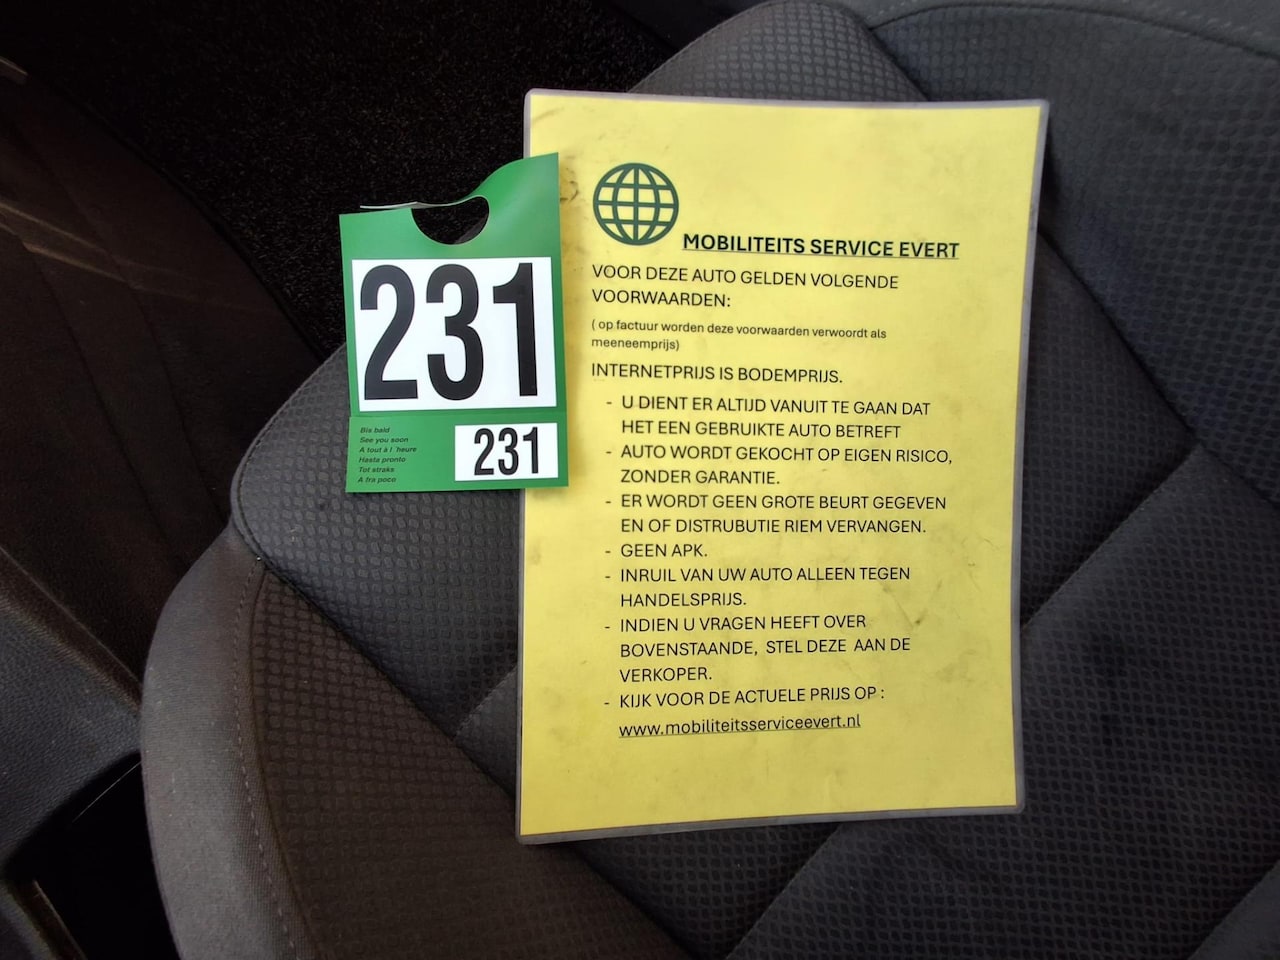 231
Bis bald
See you soon
A tout à l 'heure
Hasta pronto
Tot straks
A fra poco
231
MOBILITEITS SERVICE EVERT
VOOR DEZE AUTO GELDEN VOLGENDE
VOORWAARDEN:
( op factuur worden deze voorwaarden verwoordt als
meeneemprijs)
INTERNETPRIJS IS BODEMPRIJS.
- U DIENT ER ALTIJD VANUIT TE GAAN DAT
HET EEN GEBRUIKTE AUTO BETREFT
- AUTO WORDT GEKOCHT OP EIGEN RISICO,
ZONDER GARANTIE.
- ER WORDT GEEN GROTE BEURT GEGEVEN
EN OF DISTRUBUTIE RIEM VERVANGEN.
- GEEN APK.
- INRUIL VAN UW AUTO ALLEEN TEGEN
HANDELSPRIJS.
- INDIEN U VRAGEN HEEFT OVER
BOVENSTAANDE, STEL DEZE AAN DE
VERKOPER.
- KIJK VOOR DE ACTUELE PRIJS OP :
www.mobiliteitsserviceevert.nl